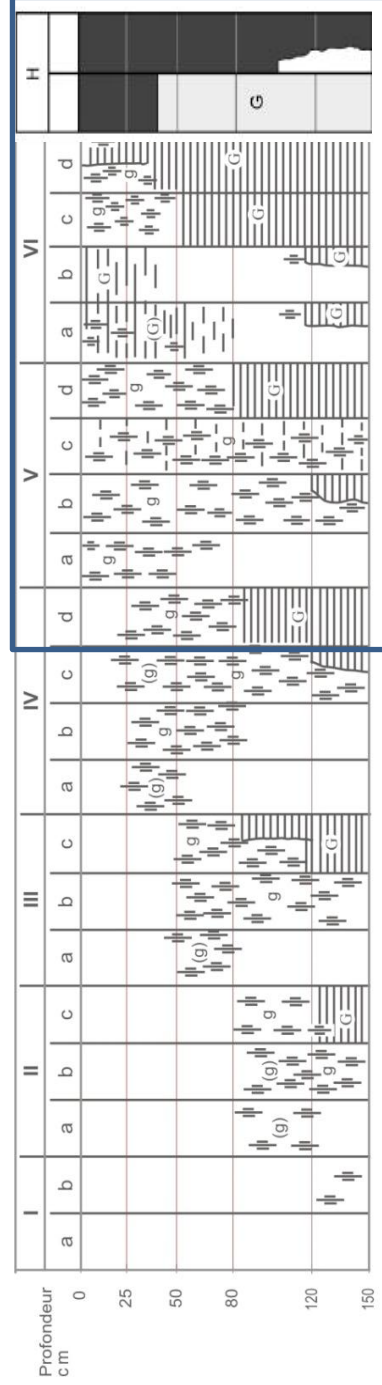 I II III IV V VI H
a b a b c a b c a b c d a b c d a b c d
Profondeur
cm
0
g G g g
25
(g) g (g) g g g (G)
50
(g) g g g
80
(g) (g) g g G G G G G
120
g G G G G
150